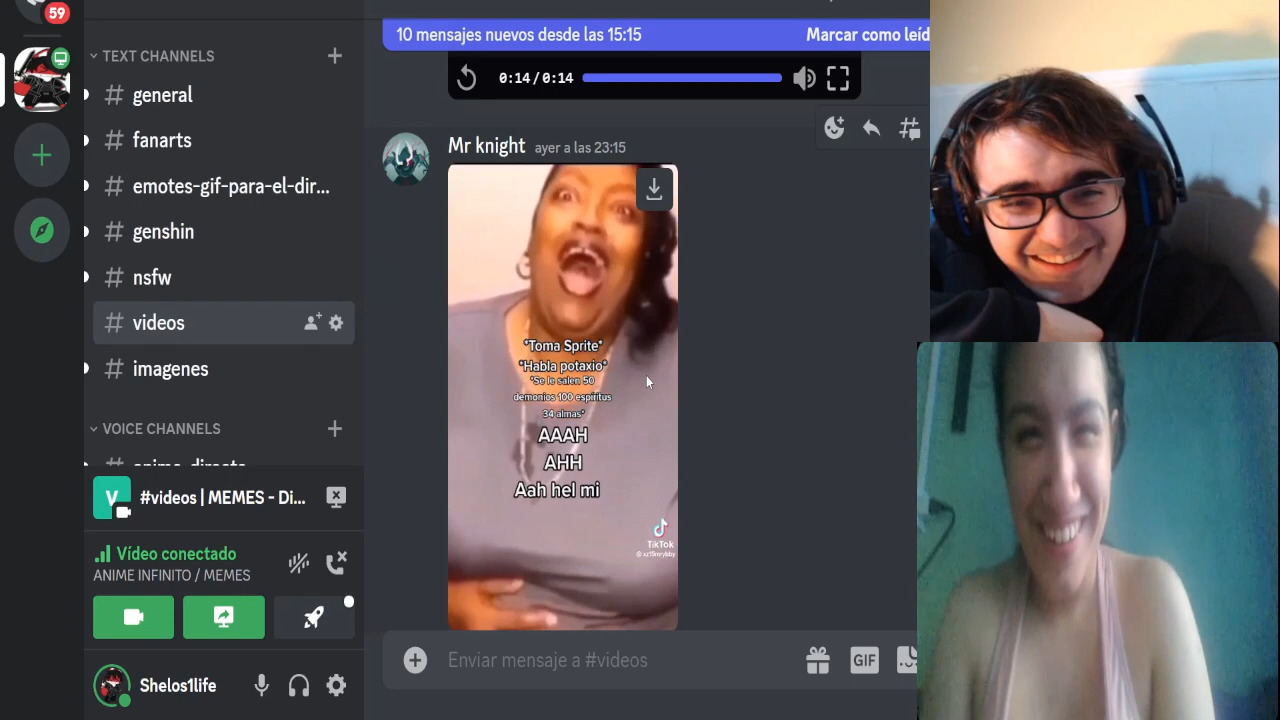 59
TEXT CHANNELS
general
fanarts
emotes-gif-para-el-dir...
genshin
nsfw
videos
imagenes
VOICE CHANNELS
V
#videos | MEMES - Di...
Vídeo conectado
ANIME INFINITO / MEMES
Shelos1life
10 mensajes nuevos desde las 15:15
Marcar como leíd
0:14/0:14
Mr knight ayer a las 23:15
*Toma Sprite*
*Habla potaxio*
*Se le salen 50
demonios 100 espiritus
34 almas*
AAAH
AHH
Aah hel mi
TikTok
Enviar mensaje a #videos
GIF